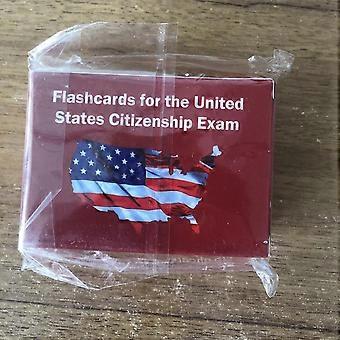 Flashcards for the United
States Citizenship Exam